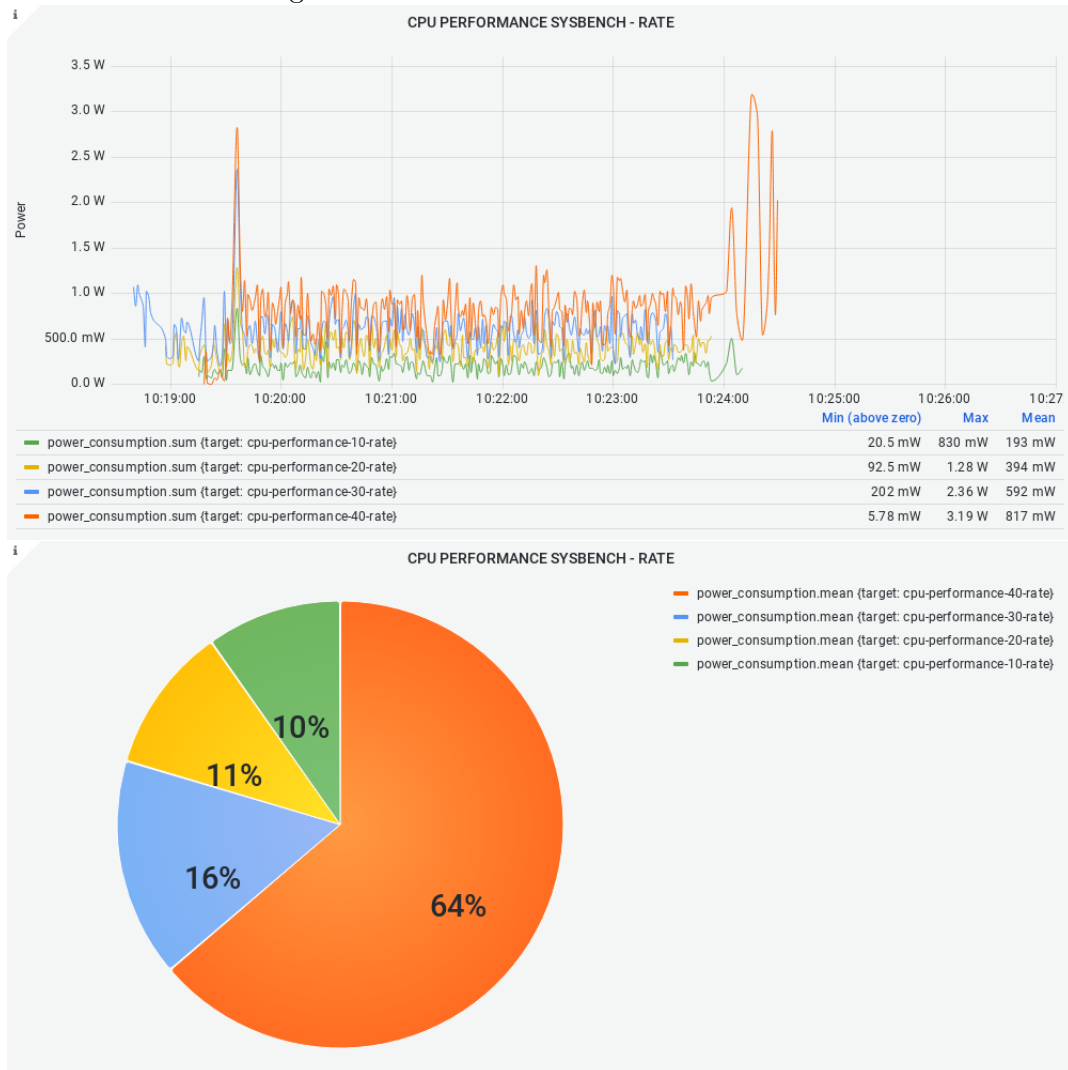 i
CPU PERFORMANCE SYSBENCH - RATE
3.5 W
3.0 W
2.5 W
2.0 W
1.5 W
1.0 W
500.0 mW
0.0 W
Power
10:19:00 10:20:00 10:21:00 10:22:00 10:23:00 10:24:00 10:25:00 10:26:00 10:27
Min (above zero) Max Mean
power_consumption.sum {target: cpu-performance-10-rate} 20.5 mW 830 mW 193 mW
power_consumption.sum {target: cpu-performance-20-rate} 92.5 mW 1.28 W 394 mW
power_consumption.sum {target: cpu-performance-30-rate} 202 mW 2.36 W 592 mW
power_consumption.sum {target: cpu-performance-40-rate} 5.78 mW 3.19 W 817 mW
i
CPU PERFORMANCE SYSBENCH - RATE
power_consumption.mean {target: cpu-performance-40-rate}
power_consumption.mean {target: cpu-performance-30-rate}
power_consumption.mean {target: cpu-performance-20-rate}
power_consumption.mean {target: cpu-performance-10-rate}
10%
11%
16%
64%